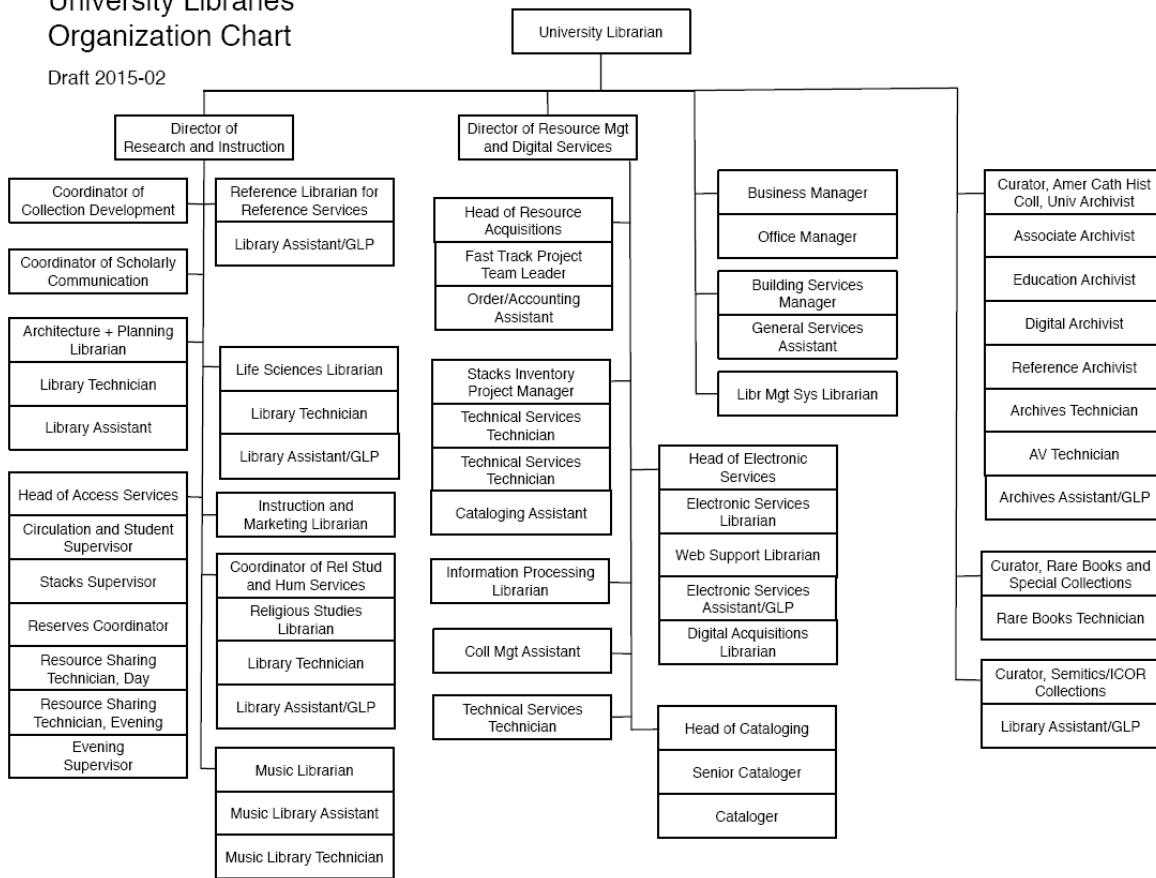 University Libraries
Organization Chart
Draft 2015-02
University Librarian
Director of
Research and Instruction
Coordinator of
Collection Development
Coordinator of Scholarly
Communication
Architecture + Planning
Librarian
Library Technician
Library Assistant
Head of Access Services
Circulation and Student
Supervisor
Stacks Supervisor
Reserves Coordinator
Resource Sharing
Technician, Day
Resource Sharing
Technician, Evening
Evening
Supervisor
Reference Librarian for
Reference Services
Library Assistant/GLP
Life Sciences Librarian
Library Technician
Library Assistant/GLP
Instruction and
Marketing Librarian
Coordinator of Rel Stud
and Hum Services
Religious Studies
Librarian
Library Technician
Library Assistant/GLP
Music Librarian
Music Library Assistant
Music Library Technician
Director of Resource Mgt
and Digital Services
Head of Resource
Acquisitions
Fast Track Project
Team Leader
Order/Accounting
Assistant
Stacks Inventory
Project Manager
Technical Services
Technician
Technical Services
Technician
Cataloging Assistant
Information Processing
Librarian
Coll Mgt Assistant
Technical Services
Technician
Head of Electronic
Services
Electronic Services
Librarian
Web Support Librarian
Electronic Services
Assistant/GLP
Digital Acquisitions
Librarian
Head of Cataloging
Senior Cataloger
Cataloger
Business Manager
Office Manager
Building Services
Manager
General Services
Assistant
Libr Mgt Sys Librarian
Curator, Amer Cath Hist
Coll, Univ Archivist
Associate Archivist
Education Archivist
Digital Archivist
Reference Archivist
Archives Technician
AV Technician
Archives Assistant/GLP
Curator, Rare Books and
Special Collections
Rare Books Technician
Curator, Semitics/ICOR
Collections
Library Assistant/GLP